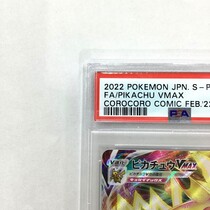 2022 POKEMON JPN. S-P
FA/PIKACHU VMAX
COROCORO COMIC FEB.'22
PSA
ピカチュウVMAX